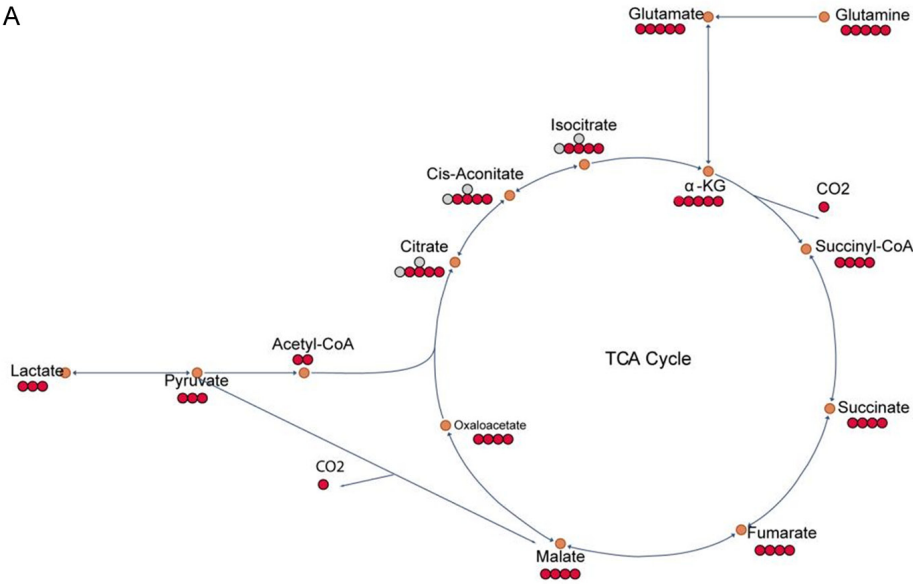 A
Glutamate
Glutamine
Isocitrate
Cis-Aconitate
α-KG
CO2
Citrate
Succinyl-CoA
Acetyl-CoA
TCA Cycle
Lactate
Pyruvate
Succinate
Oxaloacetate
CO2
Fumarate
Malate